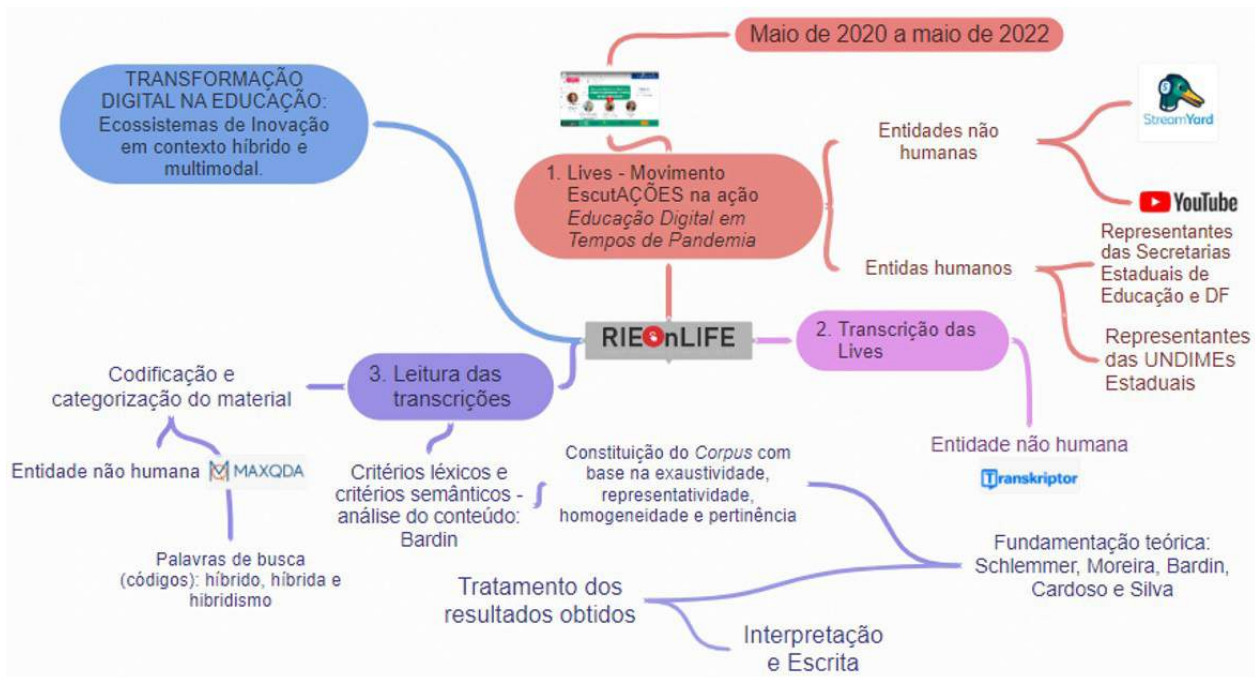 Maio de 2020 a maio de 2022
TRANSFORMAÇÃO
DIGITAL NA EDUCAÇÃO:
Ecossistemas de Inovação
em contexto híbrido e
multimodal.
1. Lives - Movimento
EscutAÇÕES na ação
Educação Digital em
Tempos de Pandemia
Entidades não
humanas
StreamYard
YouTube
Entidas humanos
Representantes
das Secretarias
Estaduais de
Educação e DF
Representantes
das UNDIMEs
Estaduais
RIEOnLIFE
2. Transcrição das
Lives
Entidade não humana
Transkriptor
3. Leitura das
transcrições
Codificação e
categorização do material
Entidade não humana
MAXQDA
Palavras de busca
(códigos): híbrido, híbrida e
hibridismo
Critérios léxicos e
critérios semânticos -
análise do conteúdo:
Bardin
Constituição do Corpus com
base na exaustividade,
representatividade,
homogeneidade e pertinência
Fundamentação teórica:
Schlemmer, Moreira, Bardin,
Cardoso e Silva
Tratamento dos
resultados obtidos
Interpretação
e Escrita